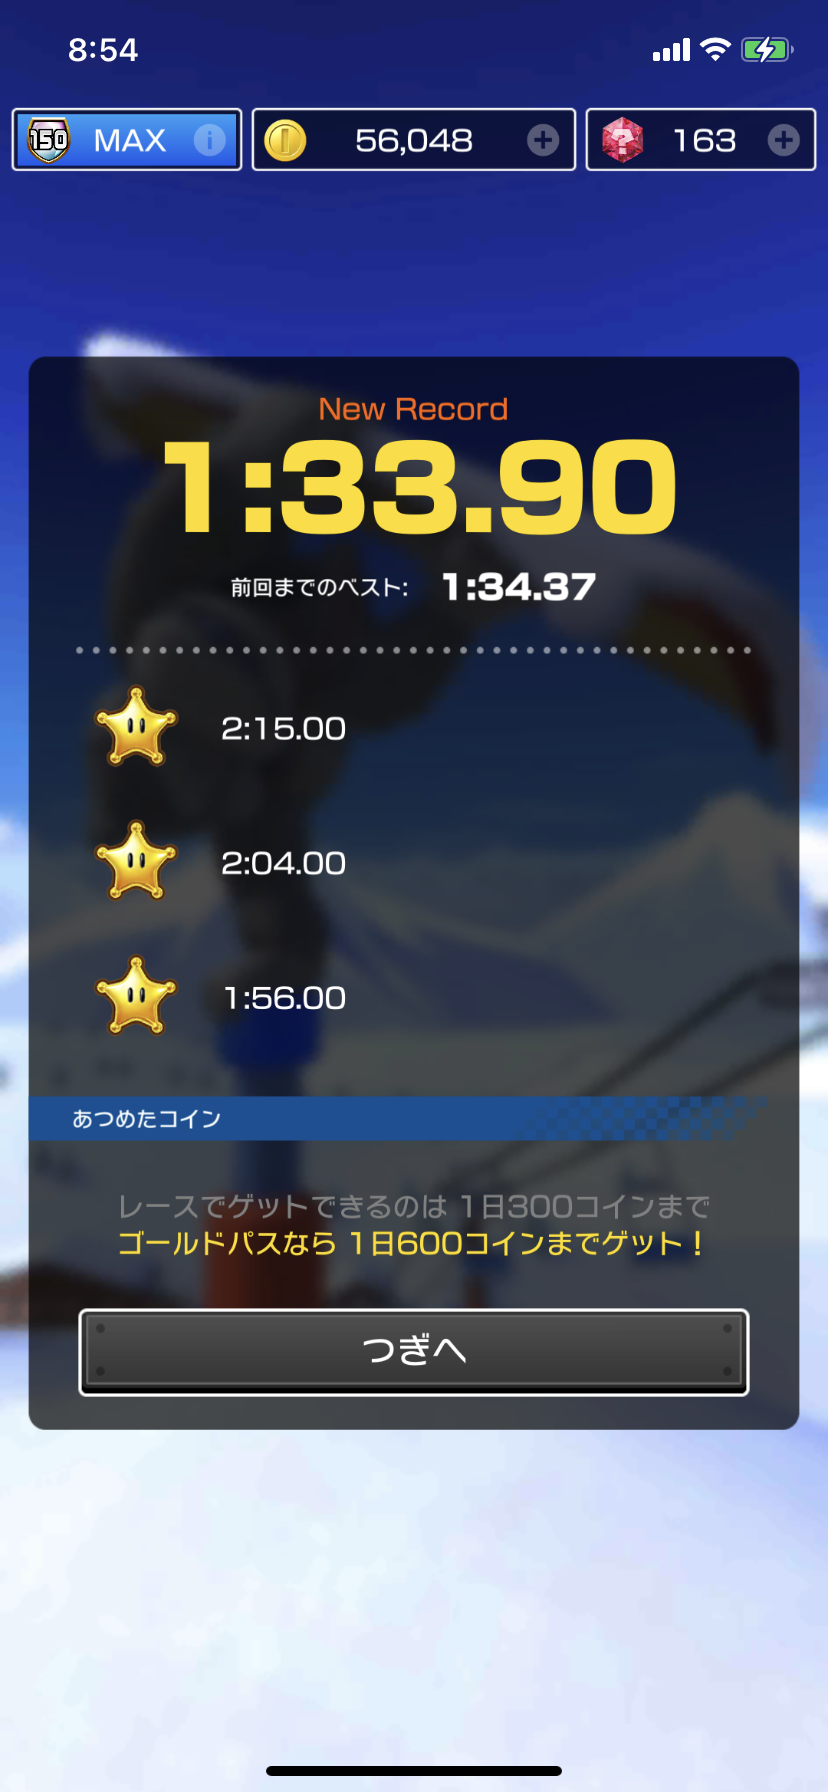 8:54
150 MAX i 56,048 + ? 163 +
New Record
1:33.90
前回までのベスト: 1:34.37
2:15.00
2:04.00
1:56.00
あつめたコイン
レースでゲットできるのは 1日300コインまで
ゴールドパスなら 1日600コインまでゲット！
つぎへ